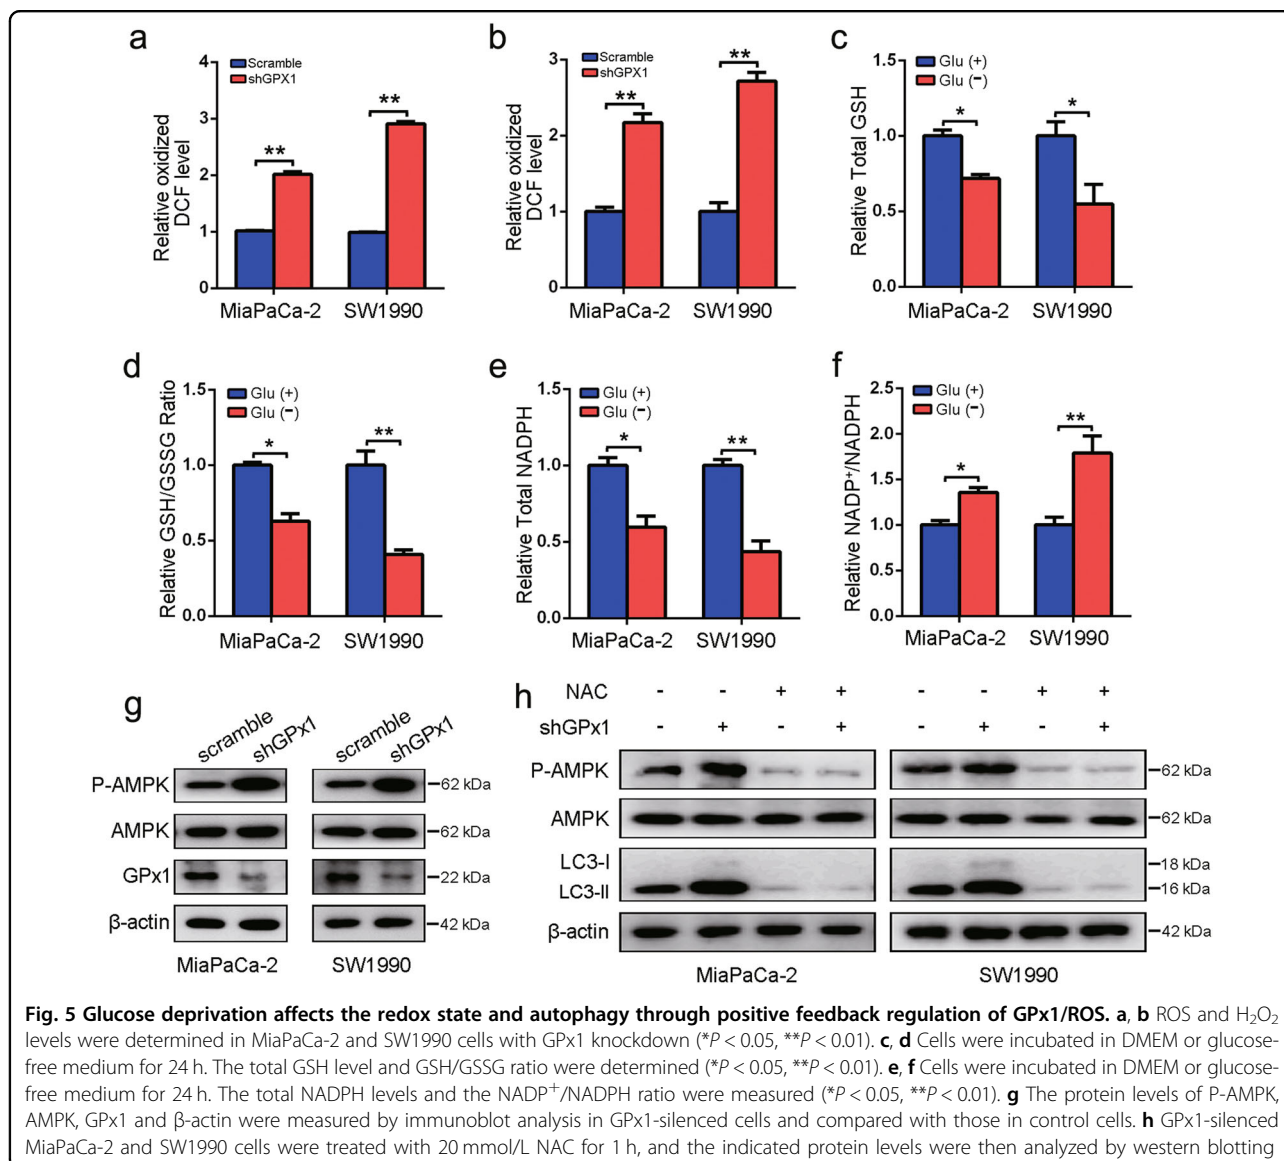 a
Scramble
shGPX1
Relative oxidized
DCF level
4
3
2
1
0
**
**
MiaPaCa-2 SW1990
b
Scramble
shGPX1
Relative oxidized
DCF level
3
2
1
0
**
**
MiaPaCa-2 SW1990
c
Glu (+)
Glu (−)
Relative Total GSH
1.5
1.0
0.5
0.0
*
*
MiaPaCa-2 SW1990
d
Glu (+)
Glu (−)
Relative GSH/GSSG Ratio
1.5
1.0
0.5
0.0
*
**
MiaPaCa-2 SW1990
e
Glu (+)
Glu (−)
Relative Total NADPH
1.5
1.0
0.5
0.0
*
**
MiaPaCa-2 SW1990
f
Glu (+)
Glu (−)
Relative NADP⁺/NADPH
2.5
2.0
1.5
1.0
0.5
0.0
*
**
MiaPaCa-2 SW1990
g
scramble shGPx1 scramble shGPx1
P-AMPK 62 kDa
AMPK 62 kDa
GPx1 22 kDa
β-actin 42 kDa
MiaPaCa-2 SW1990
h
NAC - - + + - - + +
shGPx1 - + - + - + - +
P-AMPK 62 kDa
AMPK 62 kDa
LC3-I 18 kDa
LC3-II 16 kDa
β-actin 42 kDa
MiaPaCa-2 SW1990
Fig. 5 Glucose deprivation affects the redox state and autophagy through positive feedback regulation of GPx1/ROS. a, b ROS and H₂O₂
levels were determined in MiaPaCa-2 and SW1990 cells with GPx1 knockdown (*P < 0.05, **P < 0.01). c, d Cells were incubated in DMEM or glucose-
free medium for 24 h. The total GSH level and GSH/GSSG ratio were determined (*P < 0.05, **P < 0.01). e, f Cells were incubated in DMEM or glucose-
free medium for 24 h. The total NADPH levels and the NADP⁺/NADPH ratio were measured (*P < 0.05, **P < 0.01). g The protein levels of P-AMPK,
AMPK, GPx1 and β-actin were measured by immunoblot analysis in GPx1-silenced cells and compared with those in control cells. h GPx1-silenced
MiaPaCa-2 and SW1990 cells were treated with 20 mmol/L NAC for 1 h, and the indicated protein levels were then analyzed by western blotting